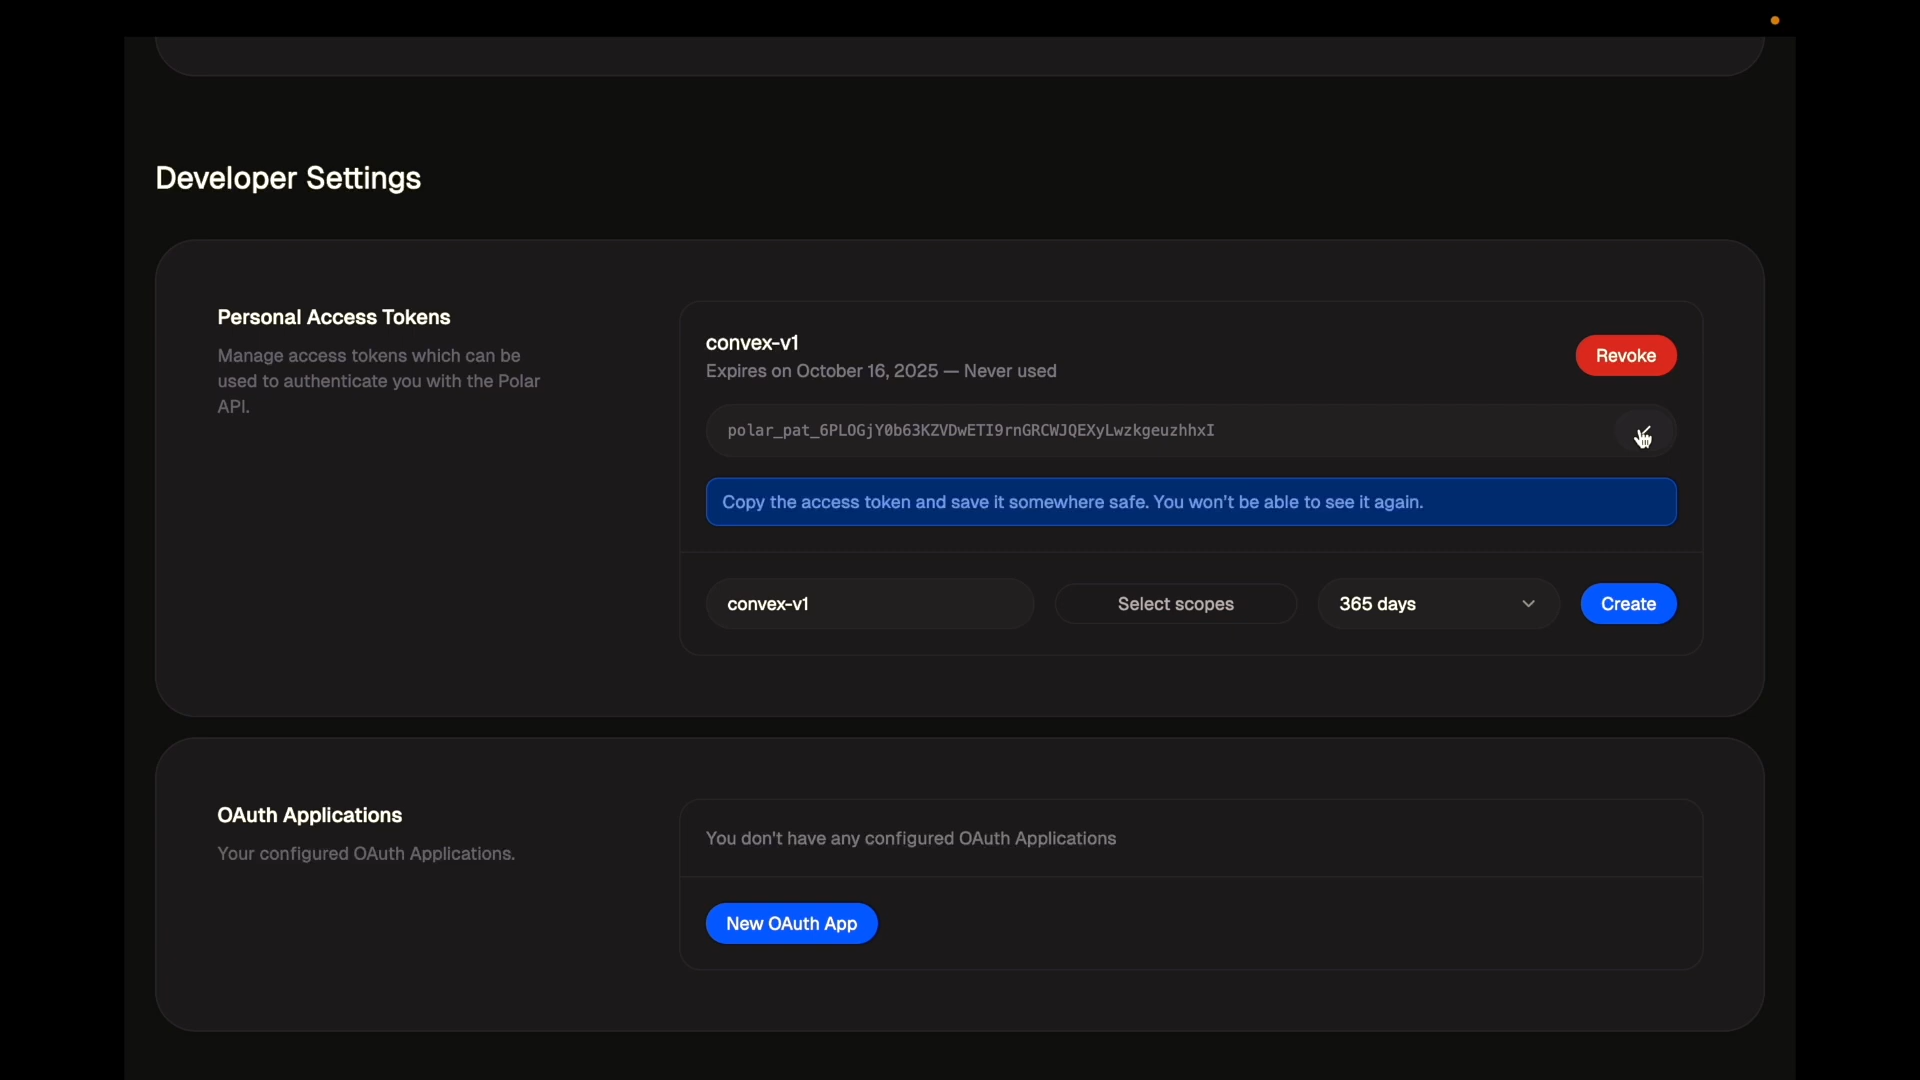 Developer Settings
Personal Access Tokens
Manage access tokens which can be
used to authenticate you with the Polar
API.
convex-v1
Expires on October 16, 2025 — Never used
Revoke
polar_pat_6PLOGjY0b63KZVDwETI9rnGRCWJQEXyLwzkgeuzhhxI
Copy the access token and save it somewhere safe. You won't be able to see it again.
convex-v1
Select scopes
365 days
Create
OAuth Applications
Your configured OAuth Applications.
You don't have any configured OAuth Applications
New OAuth App